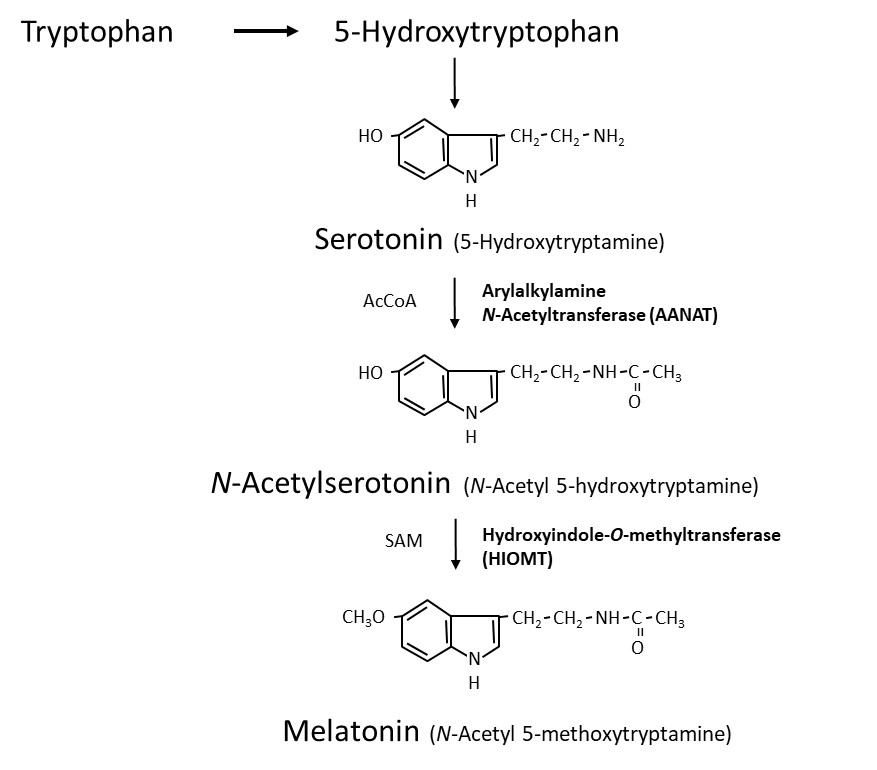 Tryptophan 5-Hydroxytryptophan
HO CH₂-CH₂-NH₂
N
H
Serotonin (5-Hydroxytryptamine)
AcCoA Arylalkylamine
N-Acetyltransferase (AANAT)
HO CH₂-CH₂-NH-C-CH₃
O
N
H
N-Acetylserotonin (N-Acetyl 5-hydroxytryptamine)
SAM Hydroxyindole-O-methyltransferase
(HIOMT)
CH₃O CH₂-CH₂-NH-C-CH₃
O
N
H
Melatonin (N-Acetyl 5-methoxytryptamine)